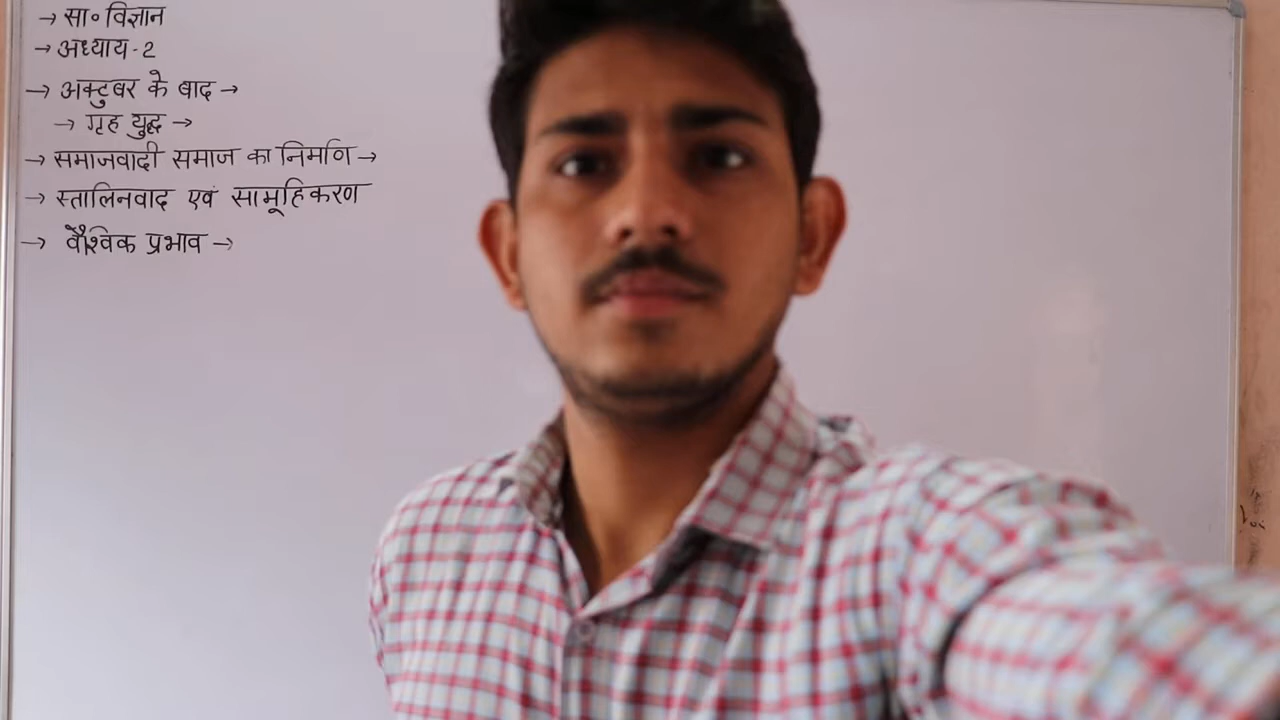 → सा० विज्ञान
→ अध्याय-2
→ अक्टुबर के बाद →
→ गृह युद्ध →
→ समाजवादी समाज का निर्माण →
→ स्तालिनवाद एवं सामूहिकरण
→ वैश्विक प्रभाव →